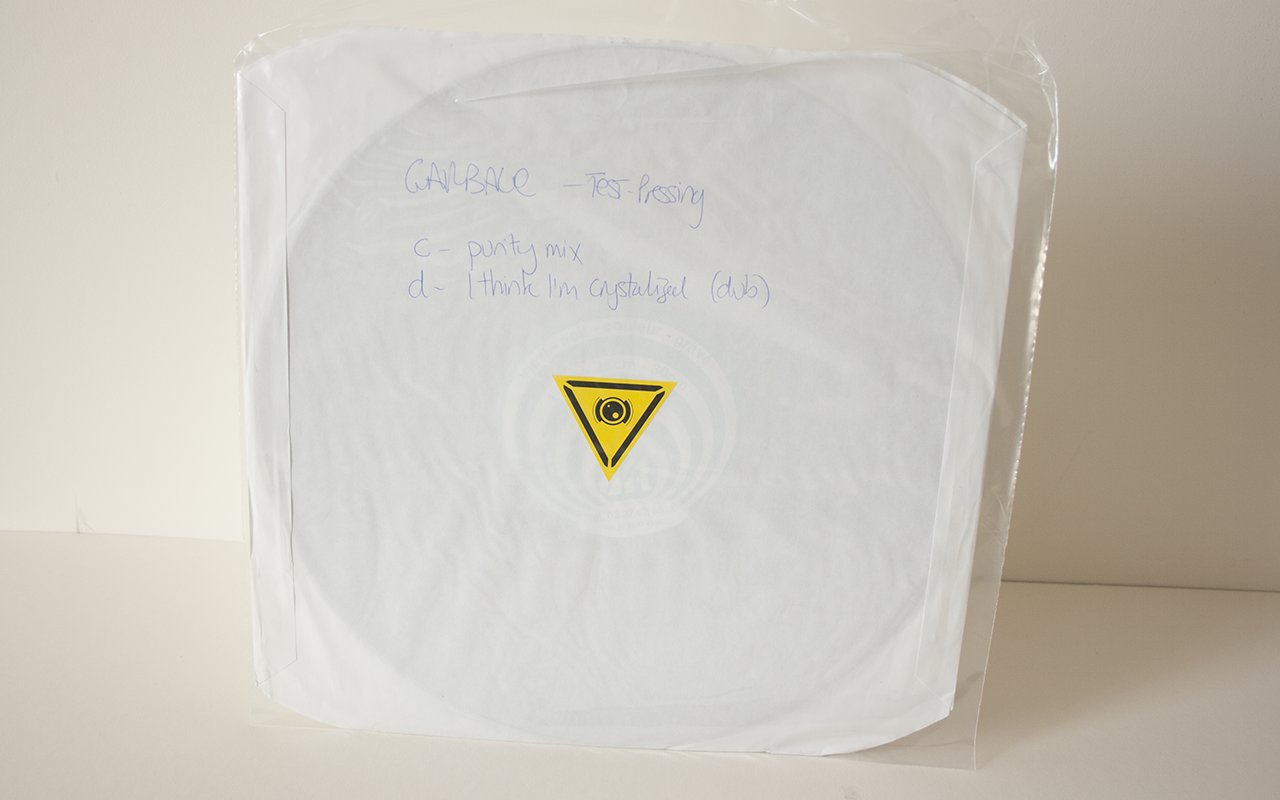 GARBAGE - Test-Pressing
c- purity mix
d- I think I'm crystalized (dub)